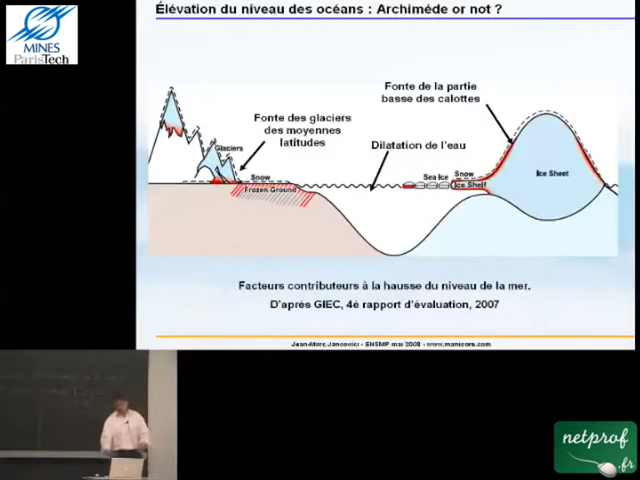 Élévation du niveau des océans : Archimède or not ?
MINES
ParisTech
Fonte de la partie
basse des calottes
Fonte des glaciers
des moyennes
latitudes
Dilatation de l'eau
Glaciers
Snow
Frozen Ground
Sea Ice
Snow
Ice Shelf
Ice Sheet
Facteurs contributeurs à la hausse du niveau de la mer.
D'après GIEC, 4è rapport d'évaluation, 2007
Jean-Marc Jancovici - ENSMP mai 2008 - www.manicore.com
netprof
.fr